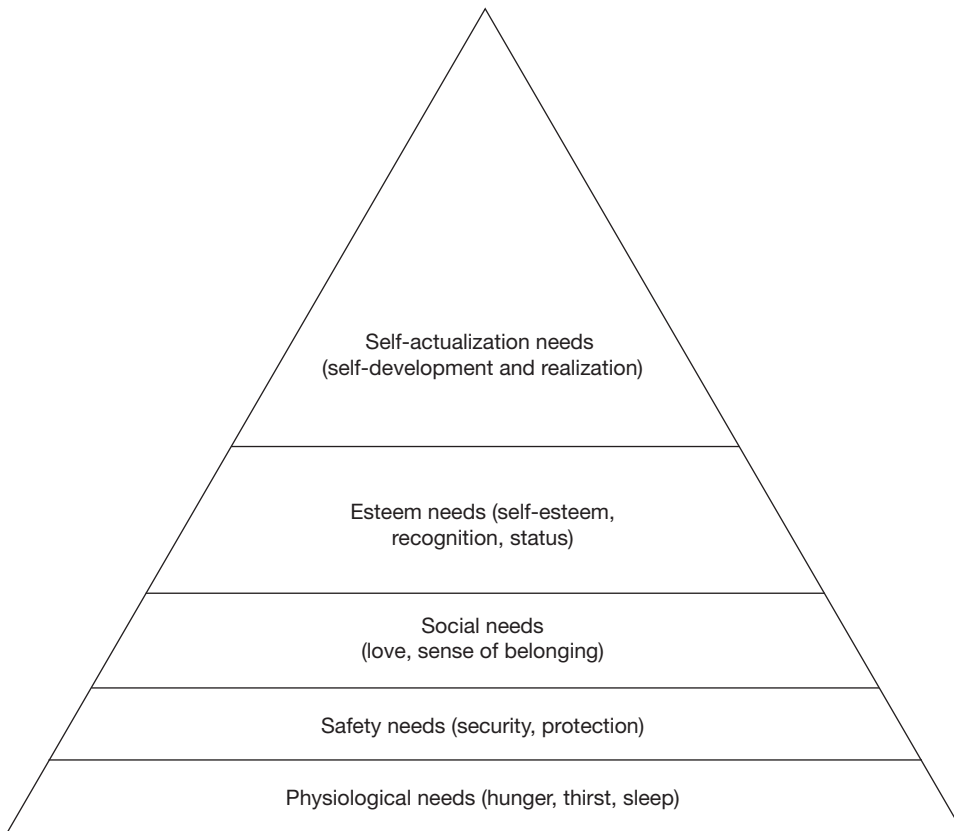 Self-actualization needs
(self-development and realization)
Esteem needs (self-esteem,
recognition, status)
Social needs
(love, sense of belonging)
Safety needs (security, protection)
Physiological needs (hunger, thirst, sleep)